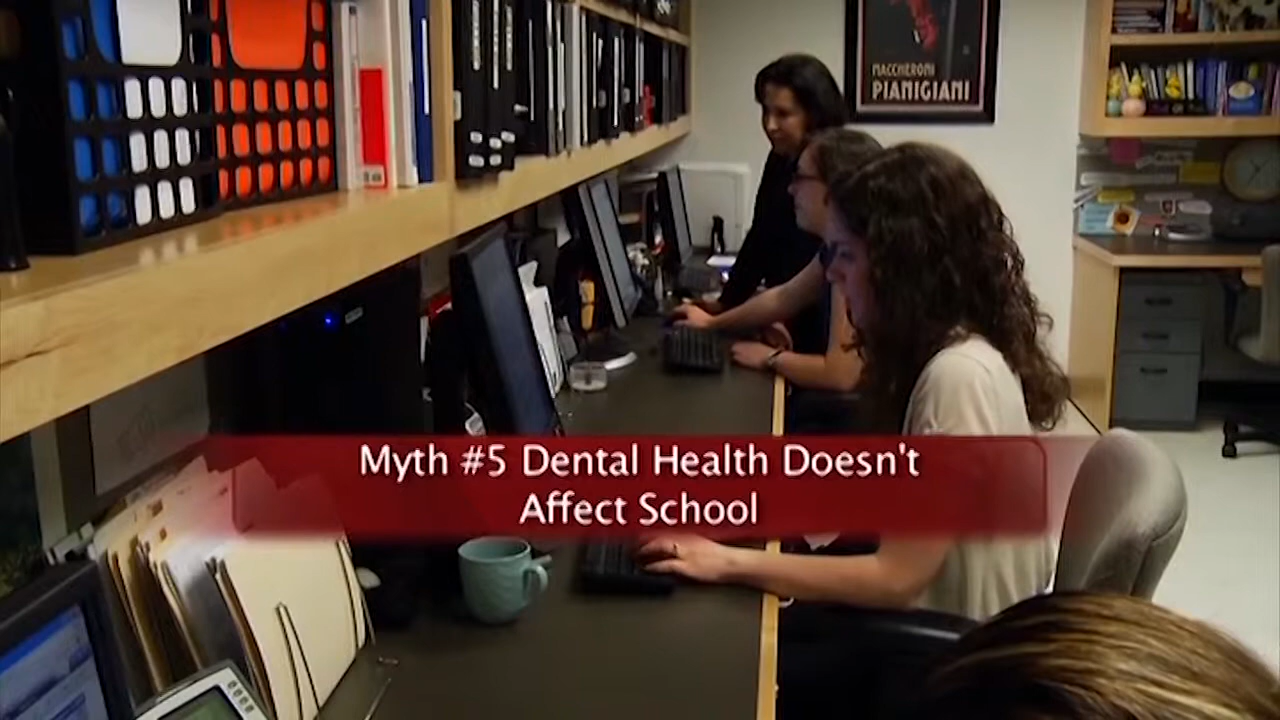 MACCHERONI
PIANIGIANI
Myth #5 Dental Health Doesn't
Affect School